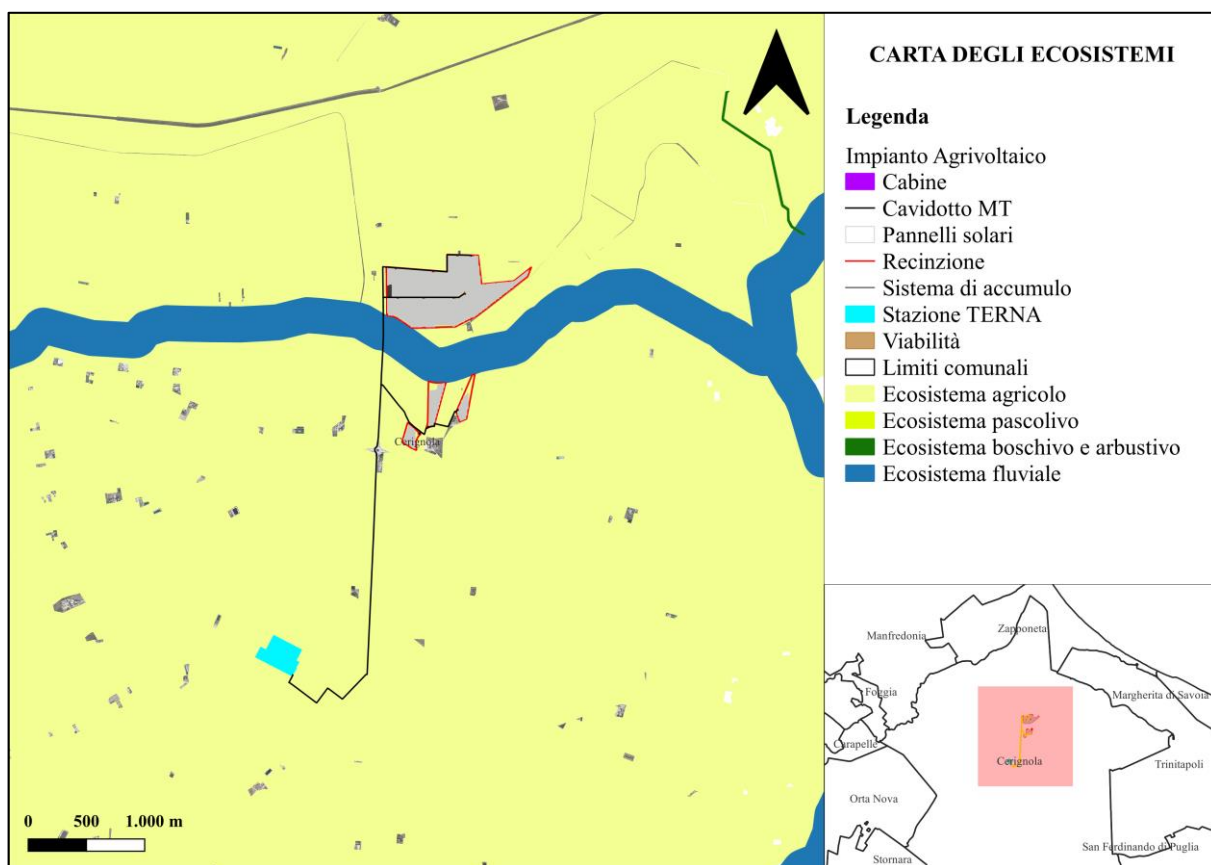 CARTA DEGLI ECOSISTEMI
Legenda
Impianto Agrivoltaico
Cabine
Cavidotto MT
Pannelli solari
Recinzione
Sistema di accumulo
Stazione TERNA
Viabilità
Limiti comunali
Ecosistema agricolo
Ecosistema pascolivo
Ecosistema boschivo e arbustivo
Ecosistema fluviale
Cerignola
0 500 1.000 m
Zapponeta
Manfredonia
Foggia
Margherita di Savoia
Carapelle
Cerignola
Trinitapoli
Orta Nova
San Ferdinando di Puglia
Stornara